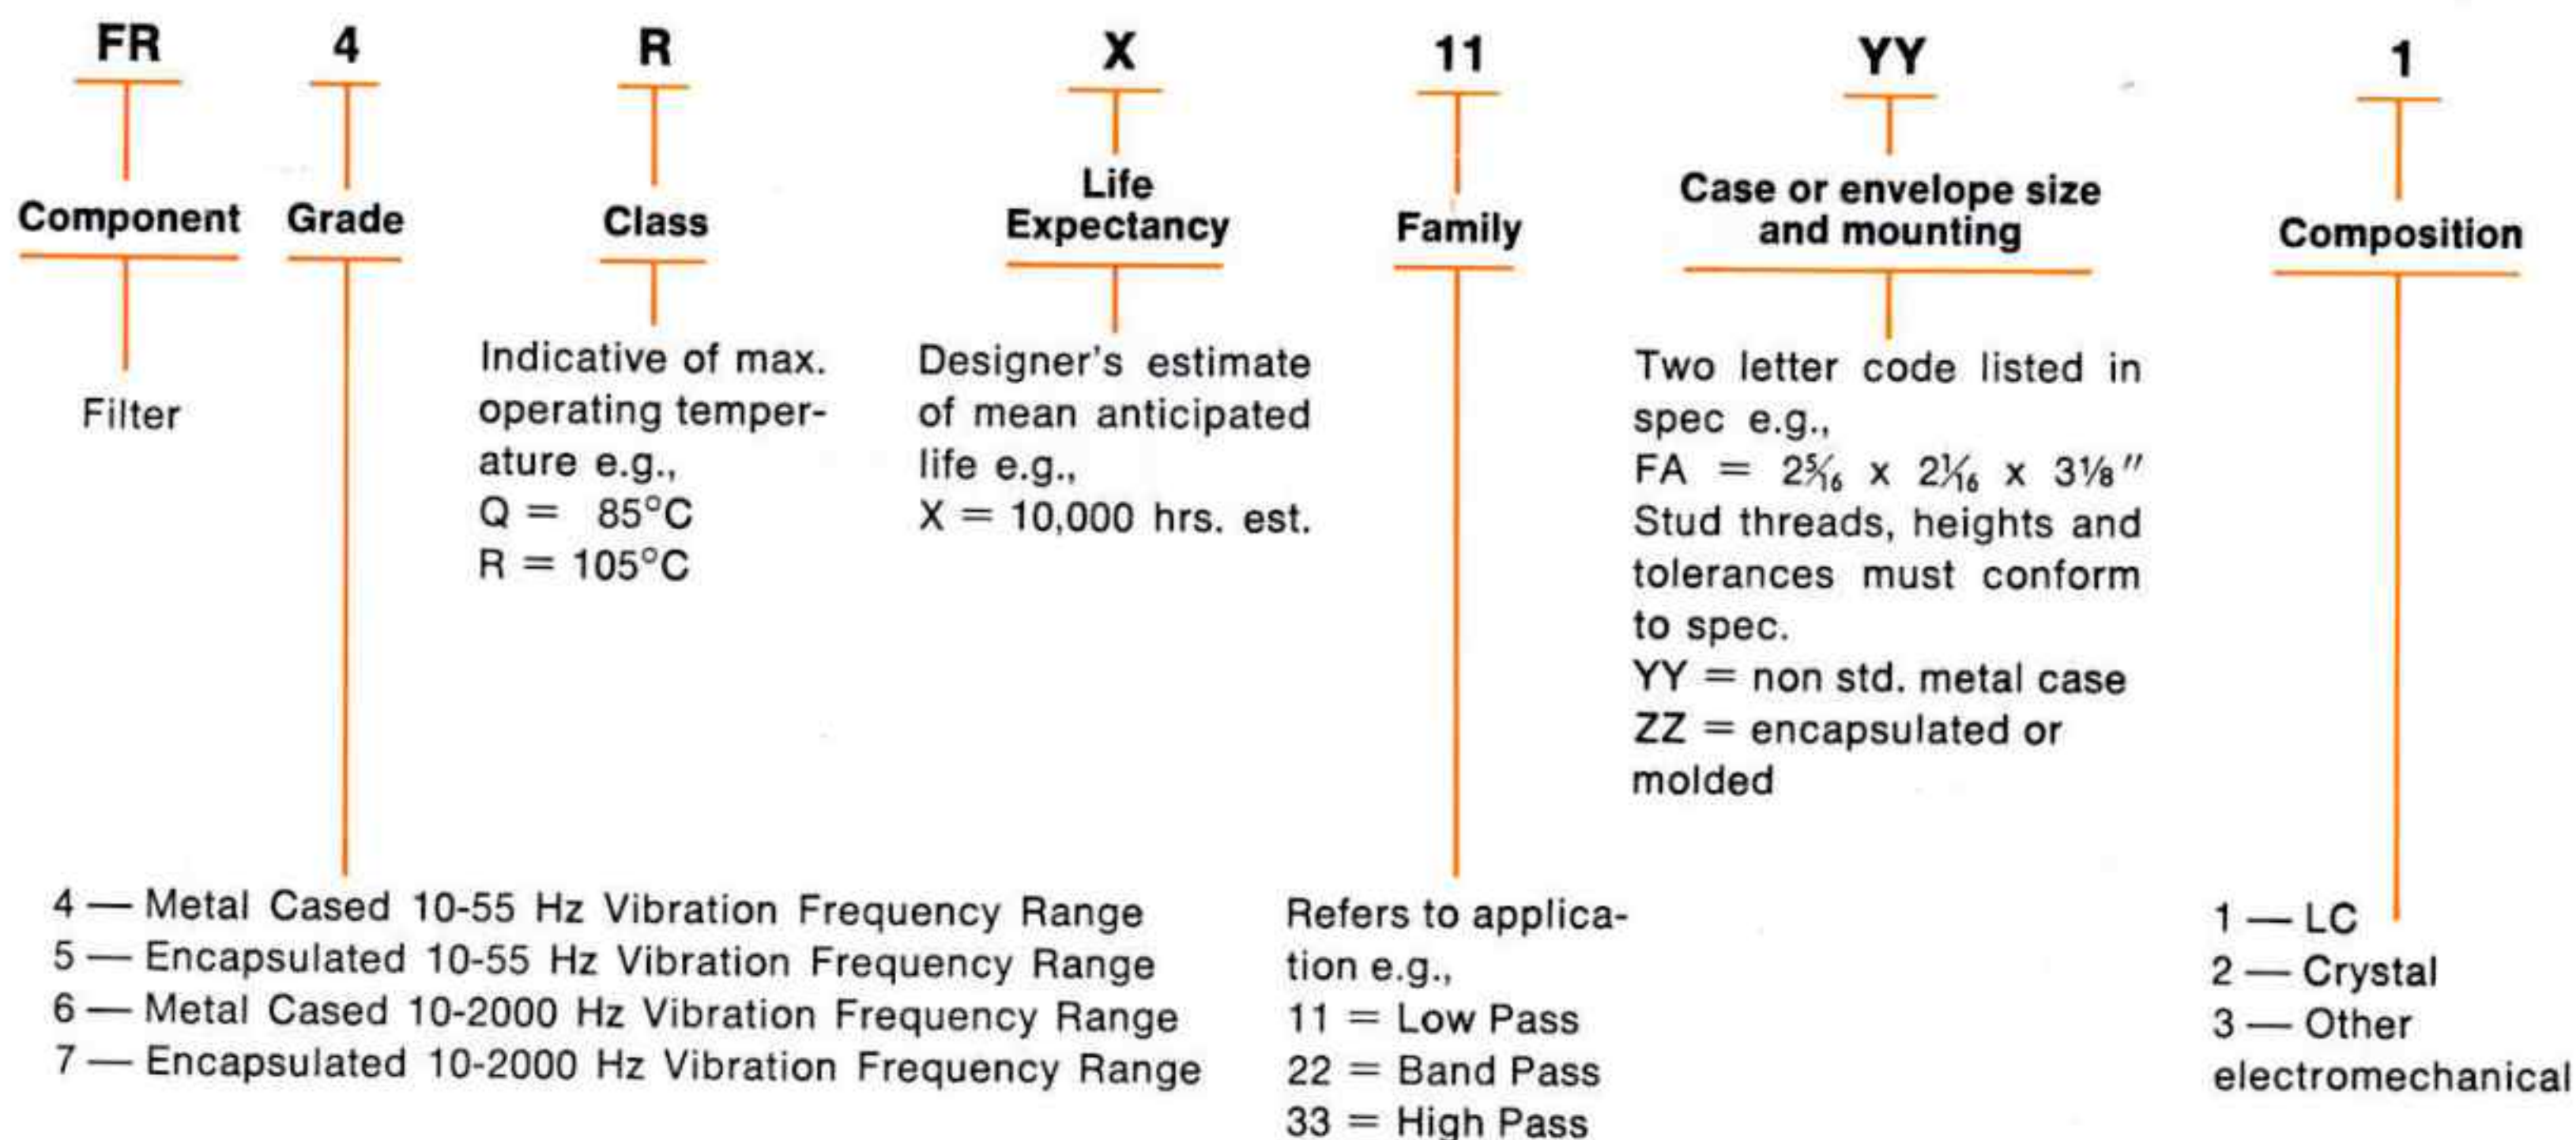 FR 4 R X 11 YY 1
Component Grade Class Life Expectancy Family Case or envelope size and mounting Composition
Filter
Indicative of max.
operating temper-
ature e.g.,
Q = 85°C
R = 105°C
Designer's estimate
of mean anticipated
life e.g.,
X = 10,000 hrs. est.
Two letter code listed in
spec e.g.,
FA = 2⁵⁄₁₆ x 2¹⁄₁₆ x 3⅛"
Stud threads, heights and
tolerances must conform
to spec.
YY = non std. metal case
ZZ = encapsulated or
molded
4 — Metal Cased 10-55 Hz Vibration Frequency Range
5 — Encapsulated 10-55 Hz Vibration Frequency Range
6 — Metal Cased 10-2000 Hz Vibration Frequency Range
7 — Encapsulated 10-2000 Hz Vibration Frequency Range
Refers to applica-
tion e.g.,
11 = Low Pass
22 = Band Pass
33 = High Pass
1 — LC
2 — Crystal
3 — Other
electromechanical